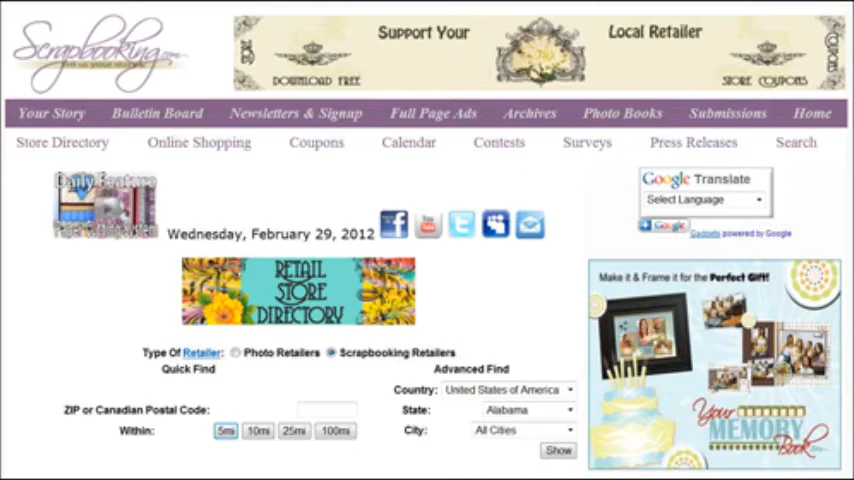 Scrapbooking.com
Support Your Local Retailer
DOWNLOAD FREE
STORE COUPONS
Your Story Bulletin Board Newsletters & Signup Full Page Ads Archives Photo Books Submissions Home
Store Directory Online Shopping Coupons Calendar Contests Surveys Press Releases Search
Daily Feature
Wednesday, February 29, 2012
Google Translate
Select Language
Google
Gadgets powered by Google
RETAIL
STORE
DIRECTORY
Type Of Retailer: Photo Retailers Scrapbooking Retailers
Quick Find
Advanced Find
Country: United States of America
ZIP or Canadian Postal Code:
State: Alabama
Within: 5mi 10mi 25mi 100mi
City: All Cities
Show
Make it & Frame it for the Perfect Gift!
Your
MEMORY
Book